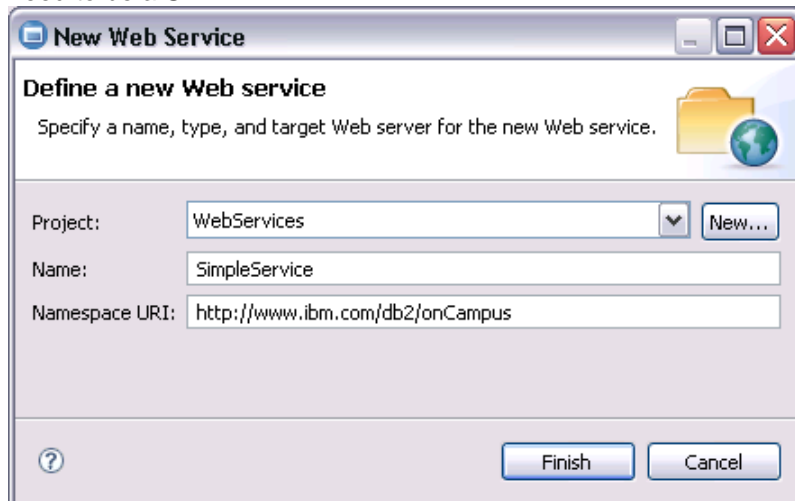 New Web Service
Define a new Web service
Specify a name, type, and target Web server for the new Web service.
Project: WebServices New...
Name: SimpleService
Namespace URI: http://www.ibm.com/db2/onCampus
? Finish Cancel